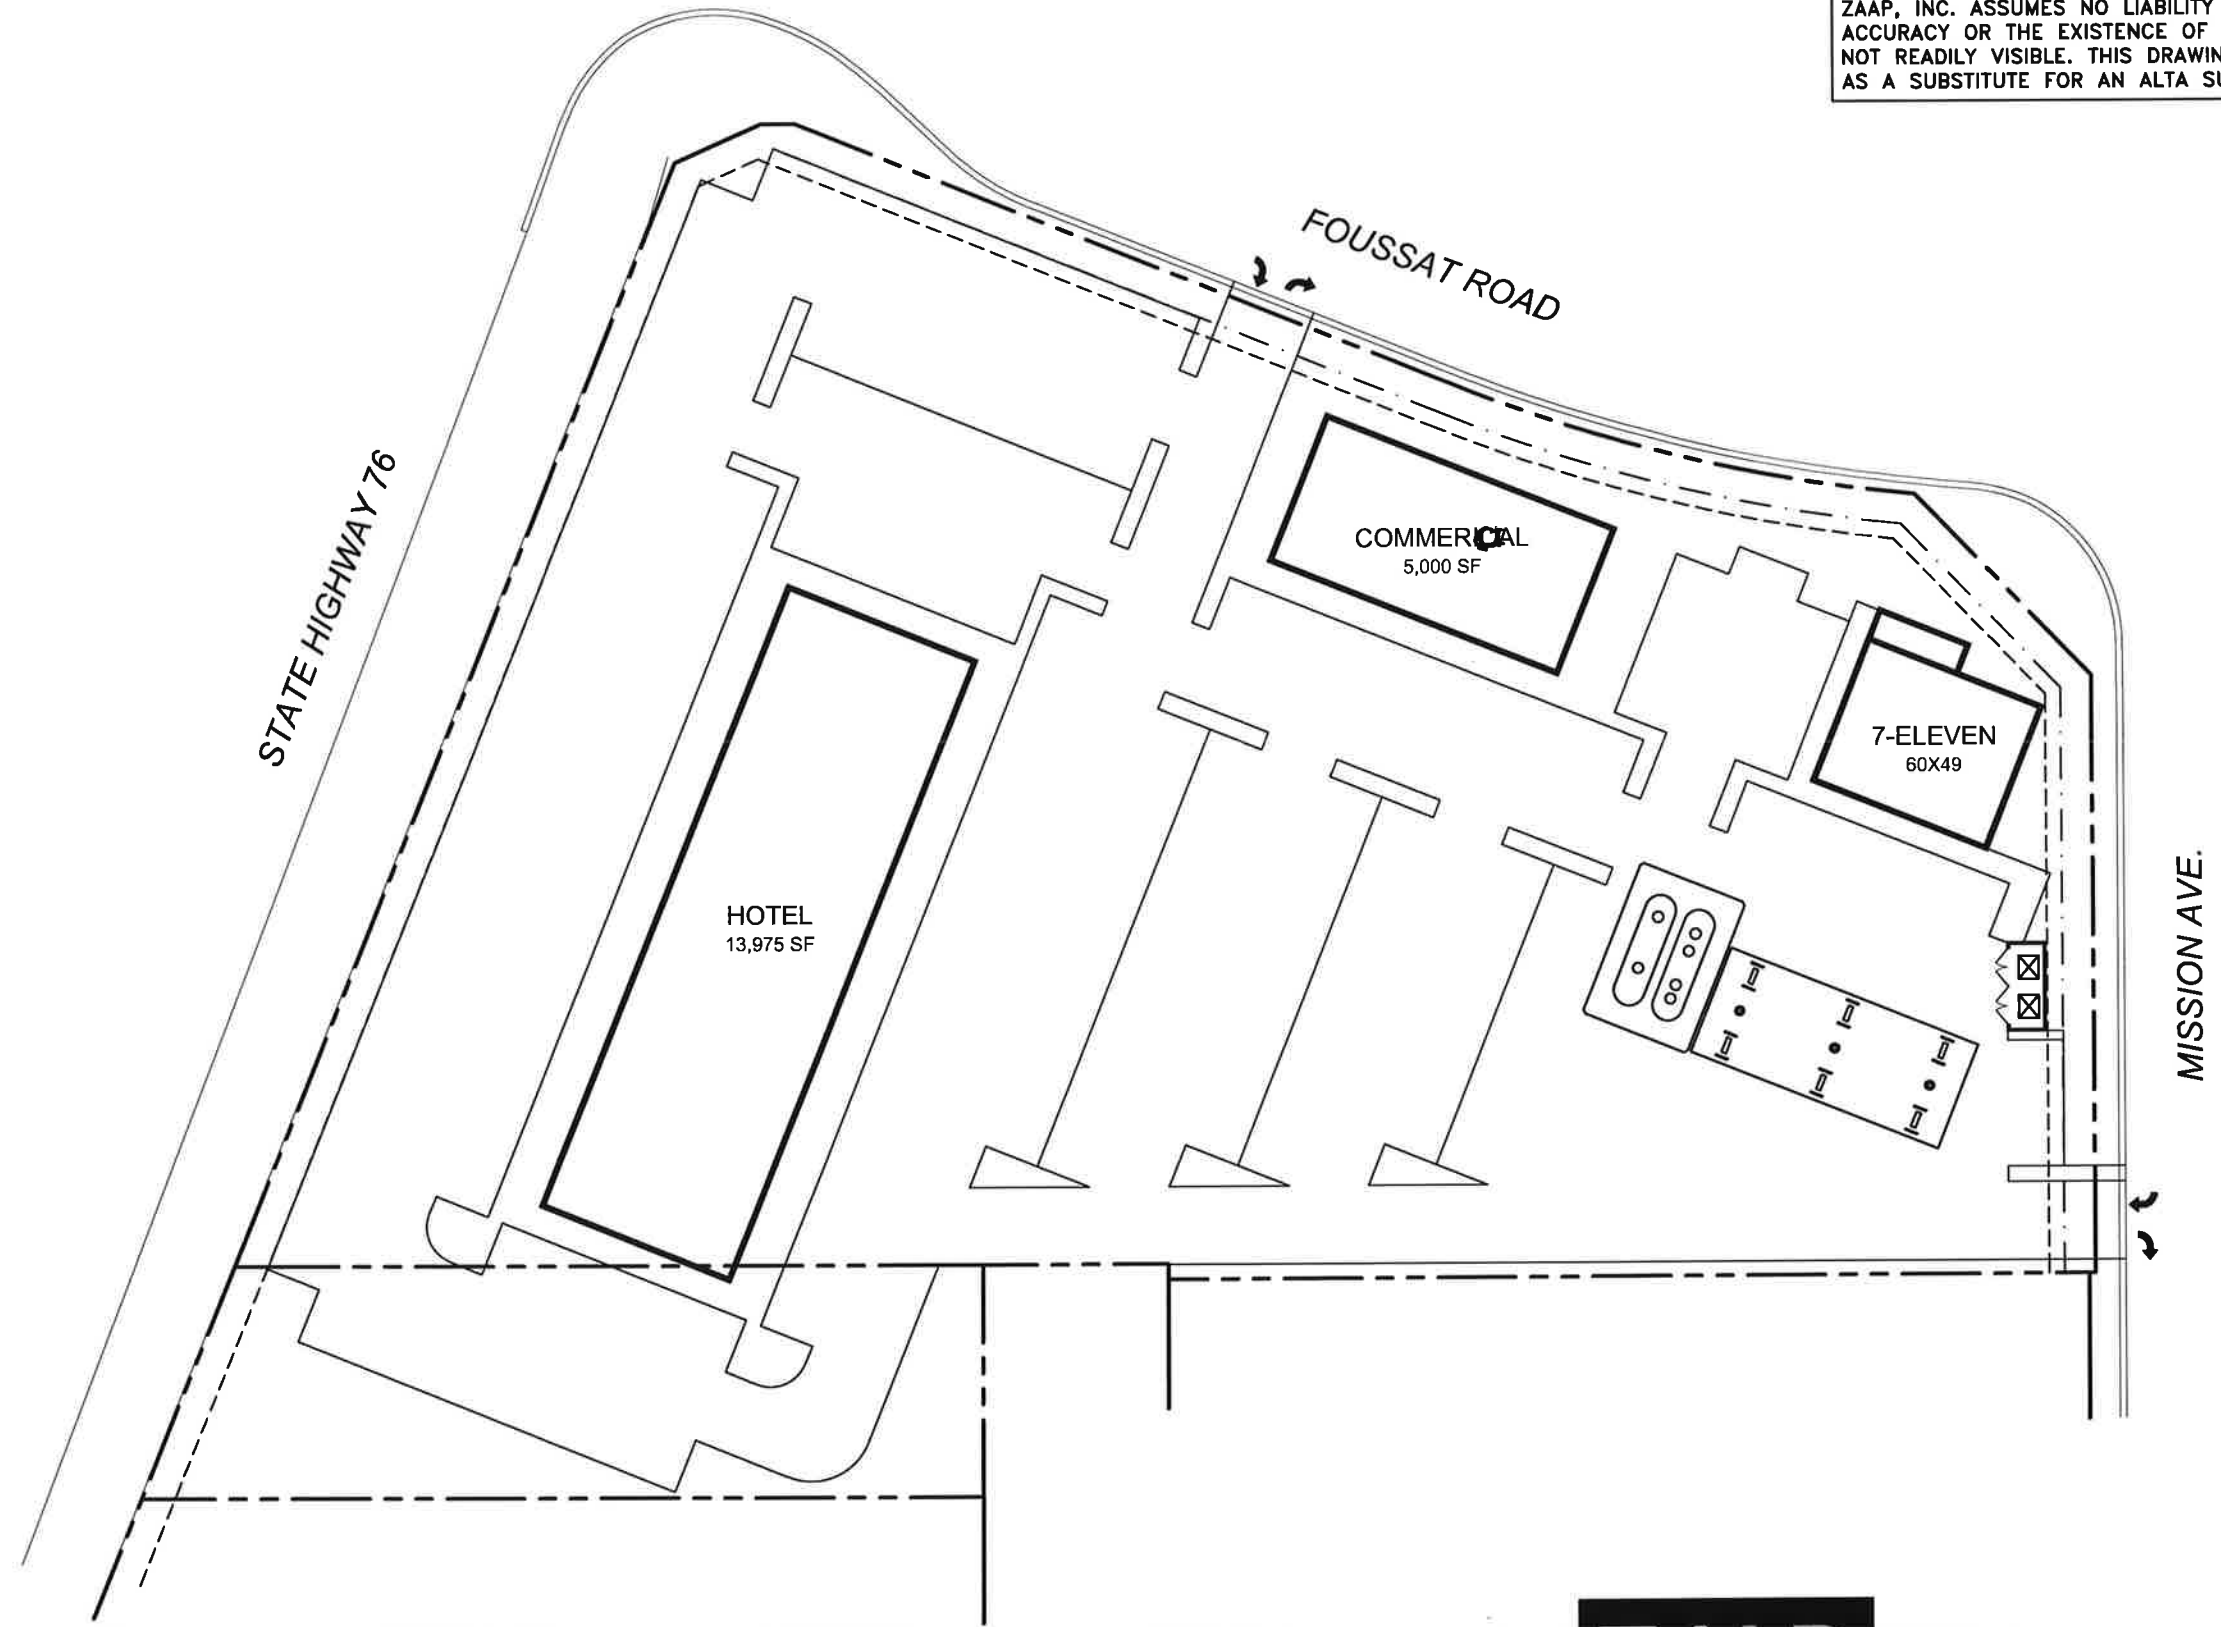 ZAAP, INC. ASSUMES NO LIABILITY
ACCURACY OR THE EXISTENCE OF
NOT READILY VISIBLE. THIS DRAWIN
AS A SUBSTITUTE FOR AN ALTA SU
FOUSSAT ROAD
STATE HIGHWAY 76
COMMERCIAL
5,000 SF
7-ELEVEN
60X49
HOTEL
13,975 SF
MISSION AVE.